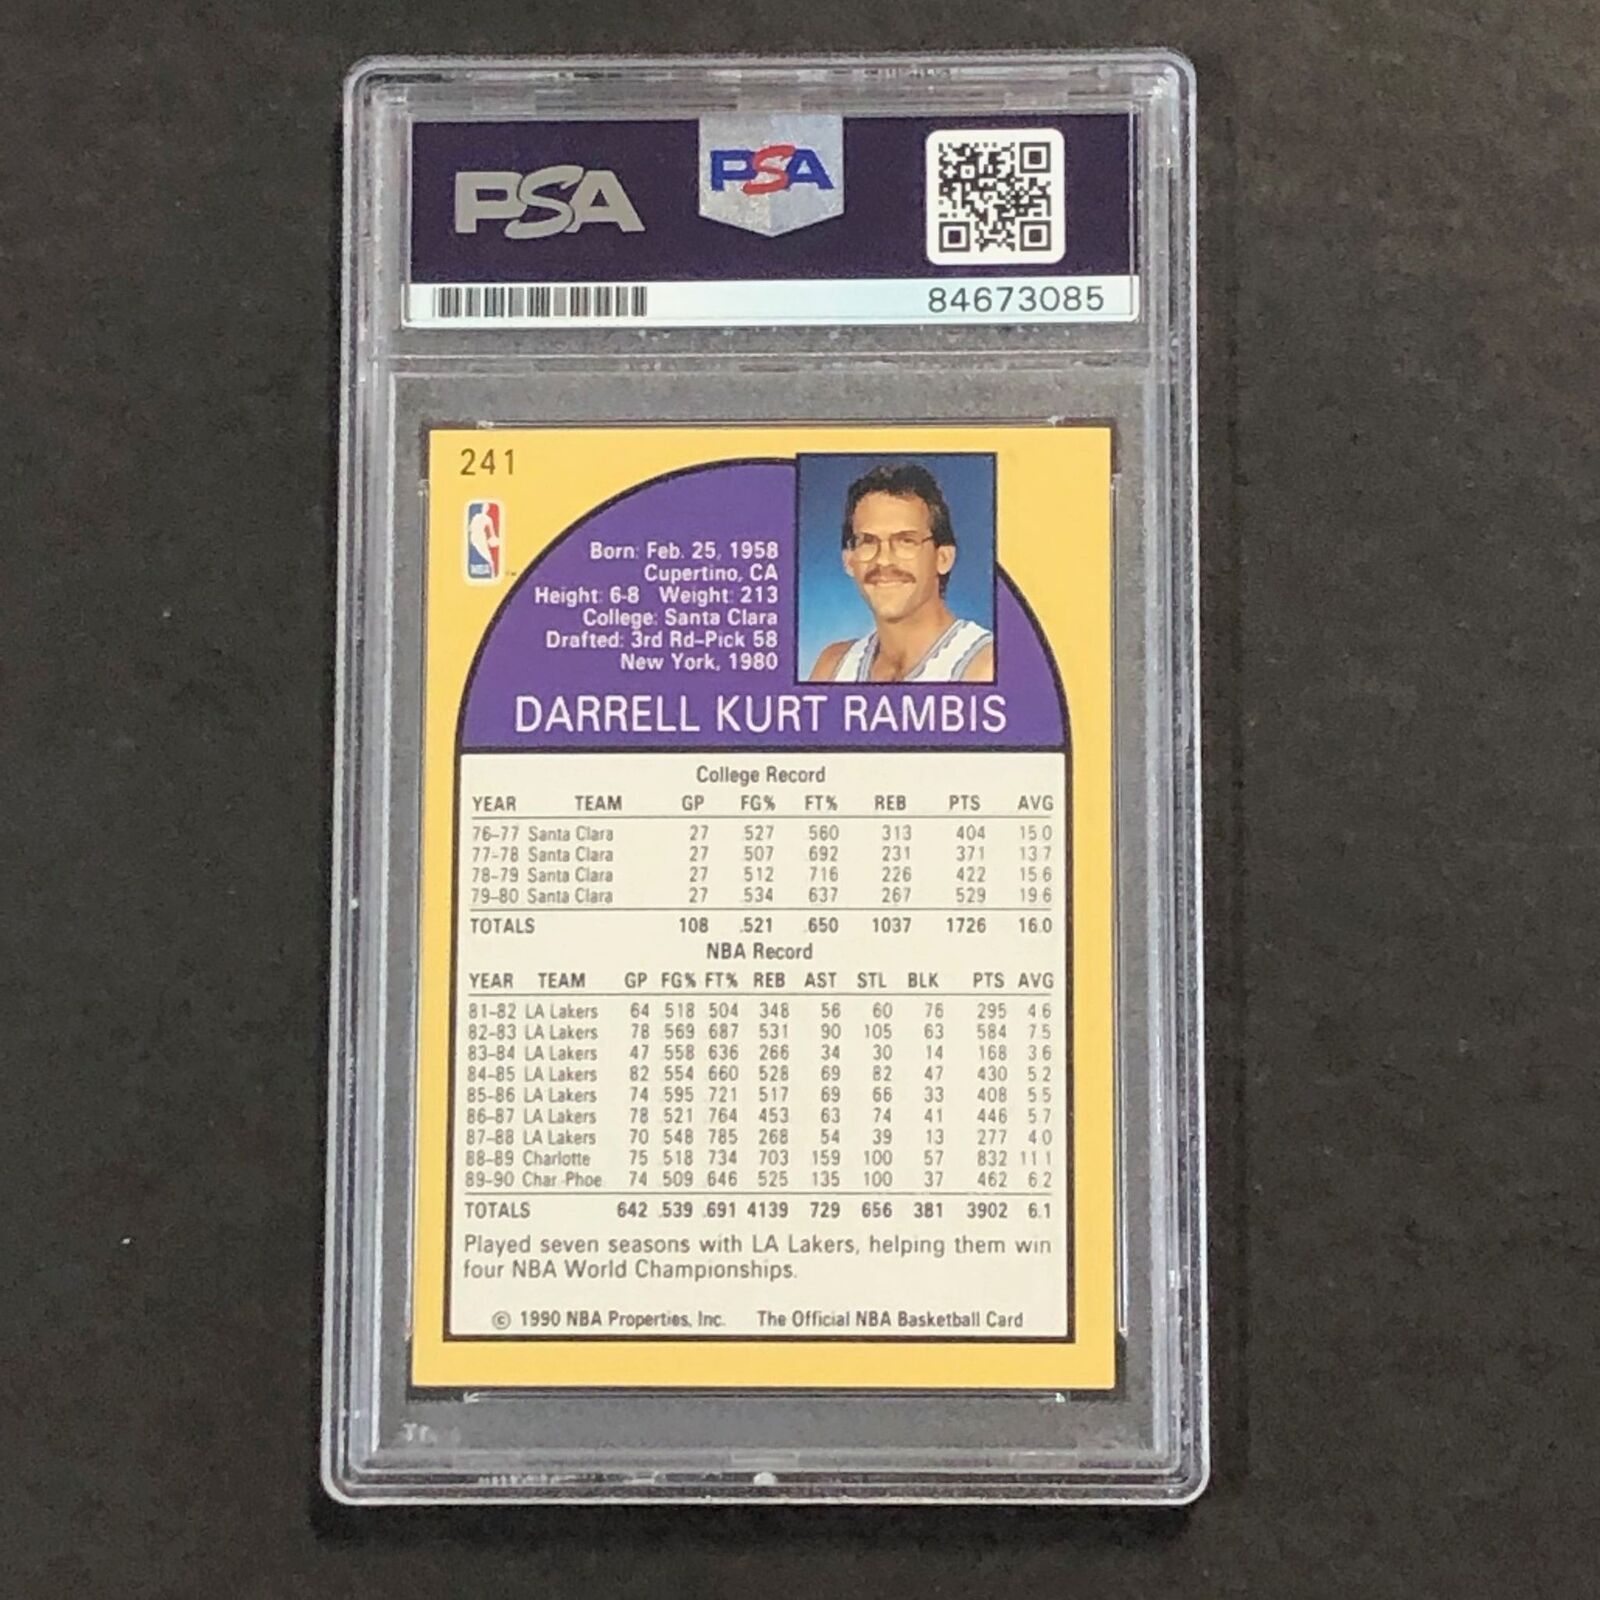 PSA
PSA
84673085
241
NBA
Born: Feb. 25, 1958
Cupertino, CA
Height: 6-8 Weight: 213
College: Santa Clara
Drafted: 3rd Rd-Pick 58
New York, 1980
DARRELL KURT RAMBIS
College Record
YEAR TEAM GP FG% FT% REB PTS AVG
76-77 Santa Clara 27 .527 .560 313 404 15.0
77-78 Santa Clara 27 .507 .692 231 371 13.7
78-79 Santa Clara 27 .512 .716 226 422 15.6
79-80 Santa Clara 27 .534 .637 267 529 19.6
TOTALS 108 .521 .650 1037 1726 16.0
NBA Record
YEAR TEAM GP FG% FT% REB AST STL BLK PTS AVG
81-82 LA Lakers 64 .518 .504 348 56 60 76 295 4.6
82-83 LA Lakers 78 .569 .687 531 90 105 63 584 7.5
83-84 LA Lakers 47 .558 .636 266 34 30 14 168 3.6
84-85 LA Lakers 82 .554 .660 528 69 82 47 430 5.2
85-86 LA Lakers 74 .595 .721 517 69 66 33 408 5.5
86-87 LA Lakers 78 .521 .764 453 63 74 41 446 5.7
87-88 LA Lakers 70 .548 .785 268 54 39 13 277 4.0
88-89 Charlotte 75 .518 .734 703 159 100 57 832 11.1
89-90 Char.-Phoe. 74 .509 .646 525 135 100 37 462 6.2
TOTALS 642 .539 .691 4139 729 656 381 3902 6.1
Played seven seasons with LA Lakers, helping them win
four NBA World Championships.
© 1990 NBA Properties, Inc. The Official NBA Basketball Card